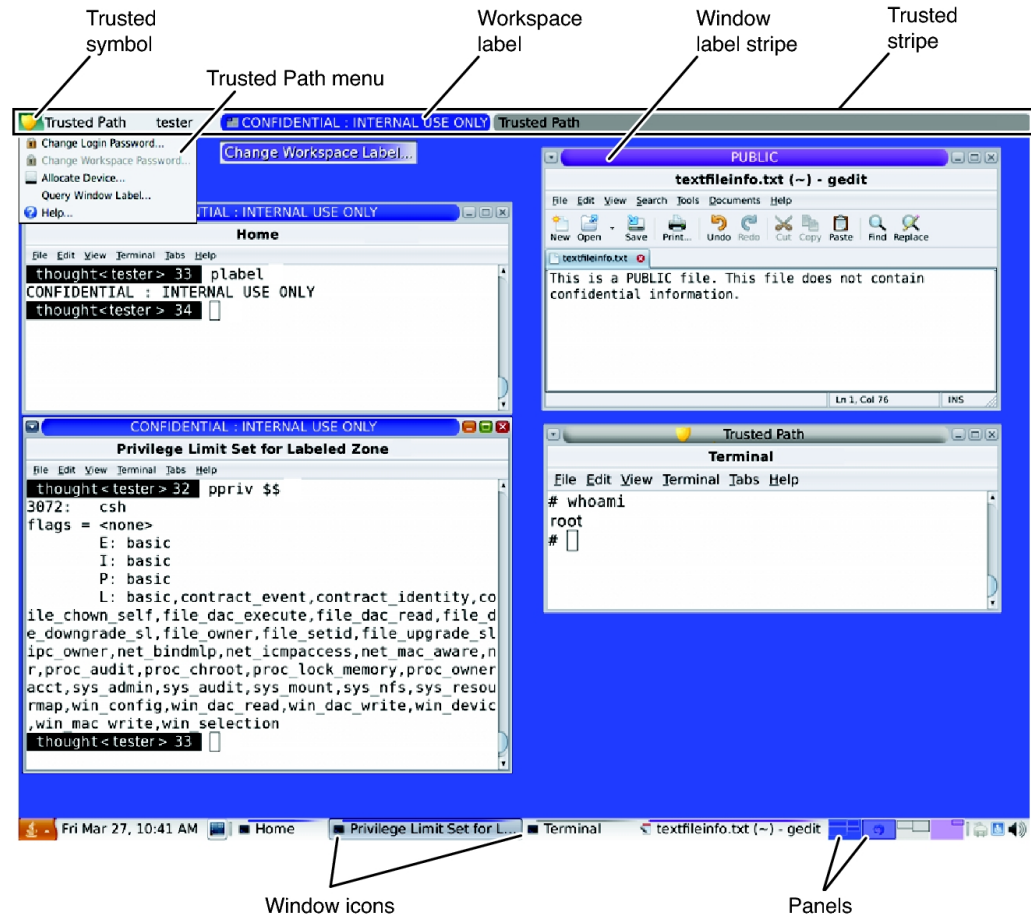 Trusted
symbol
Workspace
label
Window
label stripe
Trusted
stripe
Trusted Path menu
Trusted Path tester CONFIDENTIAL : INTERNAL USE ONLY Trusted Path
Change Login Password...
Change Workspace Password...
Allocate Device...
Query Window Label...
Help...
Change Workspace Label...
TIAL : INTERNAL USE ONLY
Home
File Edit View Terminal Tabs Help
thought<tester> 33 plabel
CONFIDENTIAL : INTERNAL USE ONLY
thought<tester> 34
PUBLIC
textfileinfo.txt (~) - gedit
File Edit View Search Tools Documents Help
New Open Save Print... Undo Redo Cut Copy Paste Find Replace
textfileinfo.txt
This is a PUBLIC file. This file does not contain
confidential information.
Ln 1, Col 76 INS
CONFIDENTIAL : INTERNAL USE ONLY
Privilege Limit Set for Labeled Zone
File Edit View Terminal Tabs Help
thought<tester> 32 ppriv $$
3072: csh
flags = <none>
E: basic
I: basic
P: basic
L: basic,contract_event,contract_identity,co
ile_chown_self,file_dac_execute,file_dac_read,file_d
e_downgrade_sl,file_owner,file_setid,file_upgrade_sl
ipc_owner,net_bindmlp,net_icmpaccess,net_mac_aware,n
r,proc_audit,proc_chroot,proc_lock_memory,proc_owner
acct,sys_admin,sys_audit,sys_mount,sys_nfs,sys_resou
rmap,win_config,win_dac_read,win_dac_write,win_devic
,win_mac_write,win_selection
thought<tester> 33
Trusted Path
Terminal
File Edit View Terminal Tabs Help
# whoami
root
#
Fri Mar 27, 10:41 AM Home Privilege Limit Set for L... Terminal textfileinfo.txt (~) - gedit
Window icons
Panels